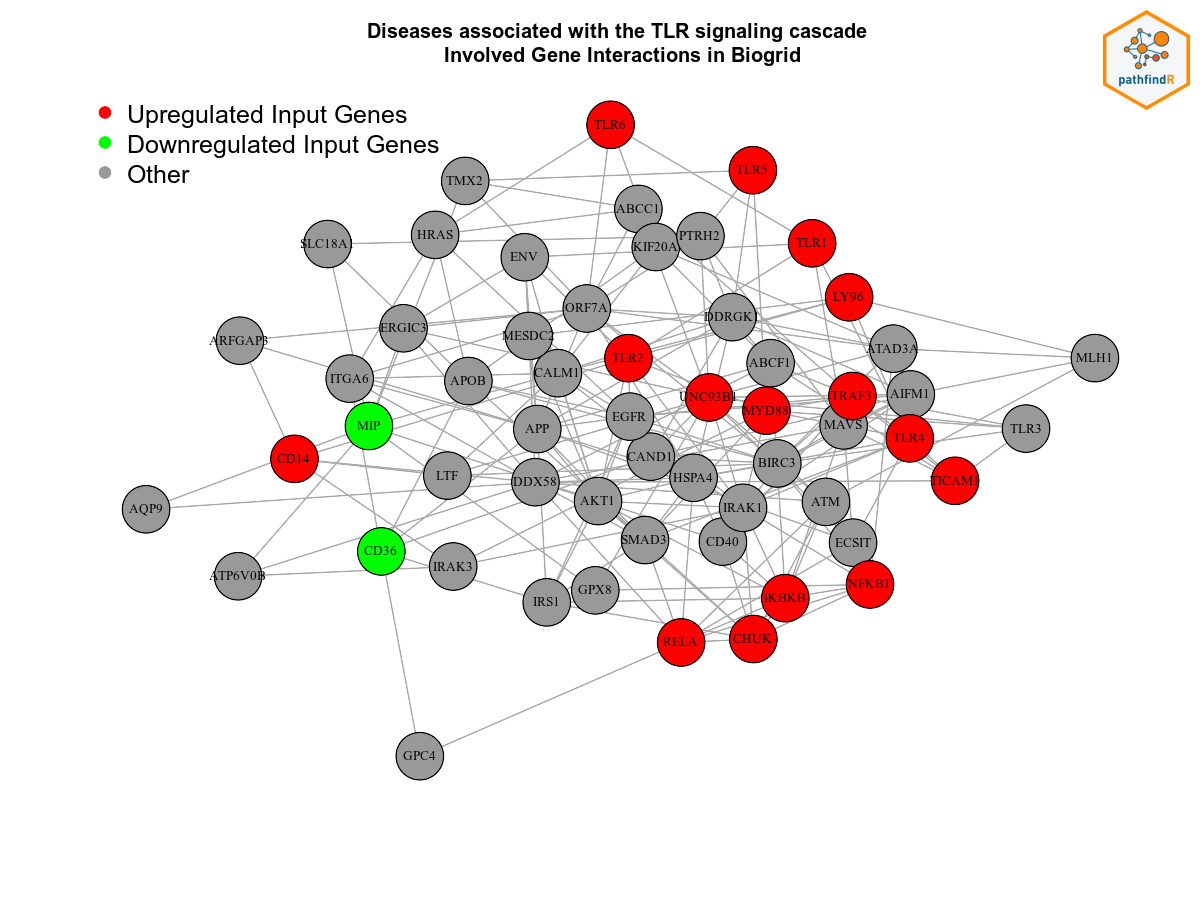 Diseases associated with the TLR signaling cascade
Involved Gene Interactions in Biogrid
pathfindR
Upregulated Input Genes
Downregulated Input Genes
Other
TLR6
TLR5
TMX2
ABCC1
HRAS
PTRH2
SLC18A1
KIF20A
TLR1
ENV
LY96
ORF7A
DDRGK1
ERGIC3
MESDC2
ARFGAP3
ATAD3A
TLR2
MLH1
ABCF1
CALM1
ITGA6
APOB
AIFM1
TRAF3
UNC93B1
MYD88
EGFR
MIP
MAVS
TLR3
APP
TLR4
CD14
CAND1
BIRC3
LTF
HSPA4
DDX58
TICAM1
AKT1
ATM
IRAK1
AQP9
SMAD3
CD40
ECSIT
CD36
IRAK3
ATP6V0B
NFKB1
GPX8
IKBKB
IRS1
CHUK
RELA
GPC4